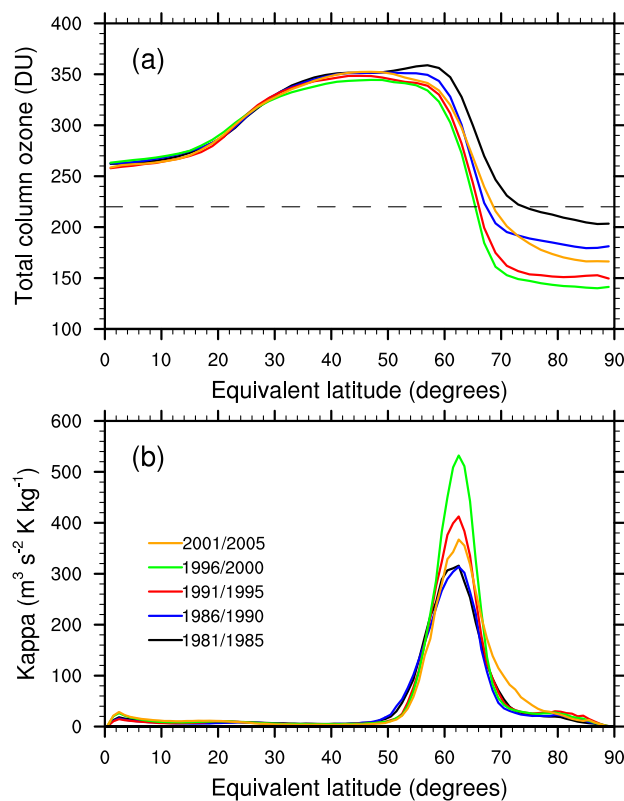 400
350
300
250
200
150
100
Total column ozone (DU)
(a)
0 10 20 30 40 50 60 70 80 90
Equivalent latitude (degrees)
600
500
400
300
200
100
0
Kappa (m³ s⁻² K kg⁻¹)
(b)
2001/2005
1996/2000
1991/1995
1986/1990
1981/1985
0 10 20 30 40 50 60 70 80 90
Equivalent latitude (degrees)